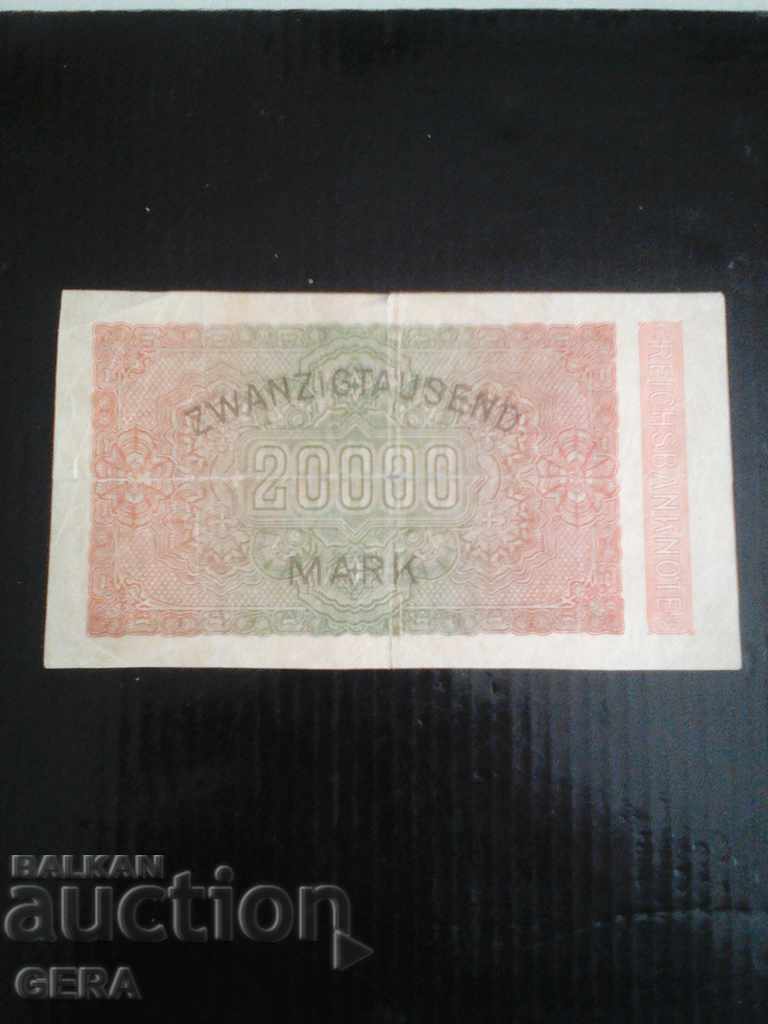 ZWANZIGTAUSEND
20000
MARK
REICHSBANKNOTE
BALKAN
auction
GERA